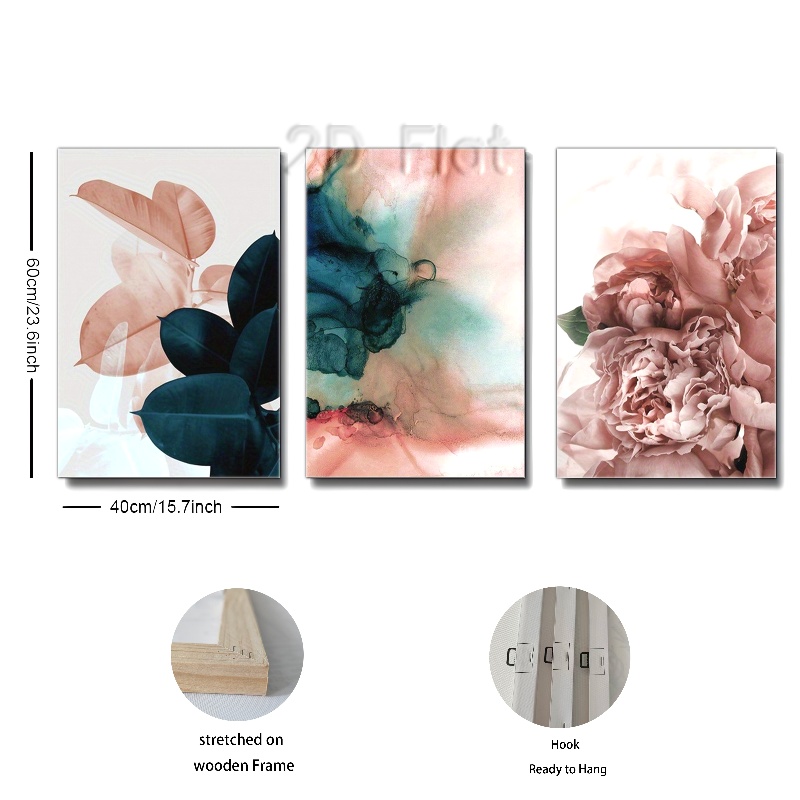 2D Flat.
60cm/23.6inch
40cm/15.7inch
stretched on
wooden Frame
Hook
Ready to Hang